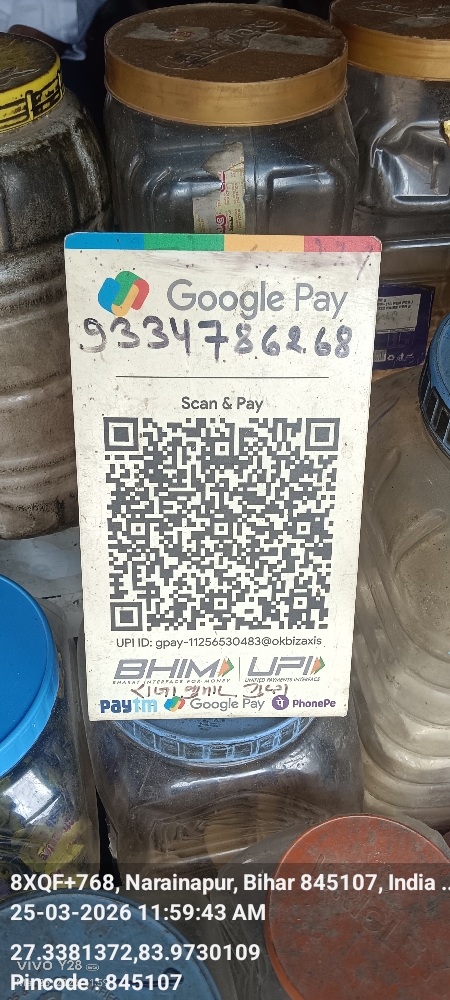 Google Pay
9334786268
Scan & Pay
UPI ID: gpay-11256530483@okbizaxis
BHIM UPI
BHARAT INTERFACE FOR MONEY UNIFIED PAYMENTS INTERFACE
paytm Google Pay PhonePe
8XQF+768, Narainapur, Bihar 845107, India ..
25-03-2026 11:59:43 AM
27.3381372,83.9730109
vivo Y28
Pincode : 845107